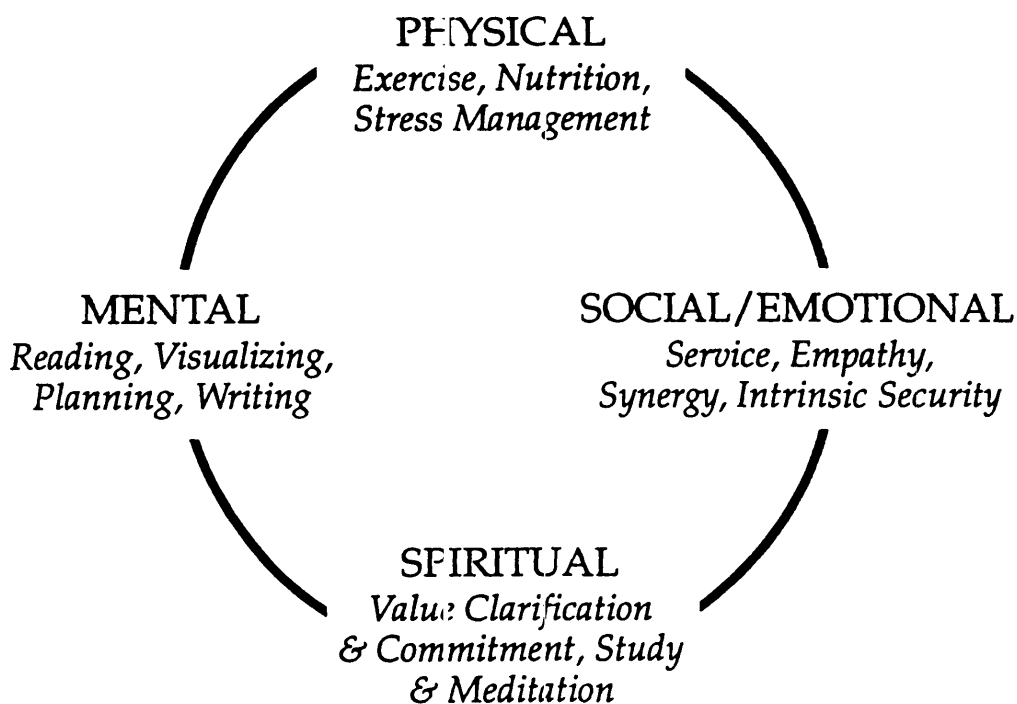 PHYSICAL
Exercise, Nutrition,
Stress Management
MENTAL
Reading, Visualizing,
Planning, Writing
SOCIAL/EMOTIONAL
Service, Empathy,
Synergy, Intrinsic Security
SPIRITUAL
Value Clarification
& Commitment, Study
& Meditation